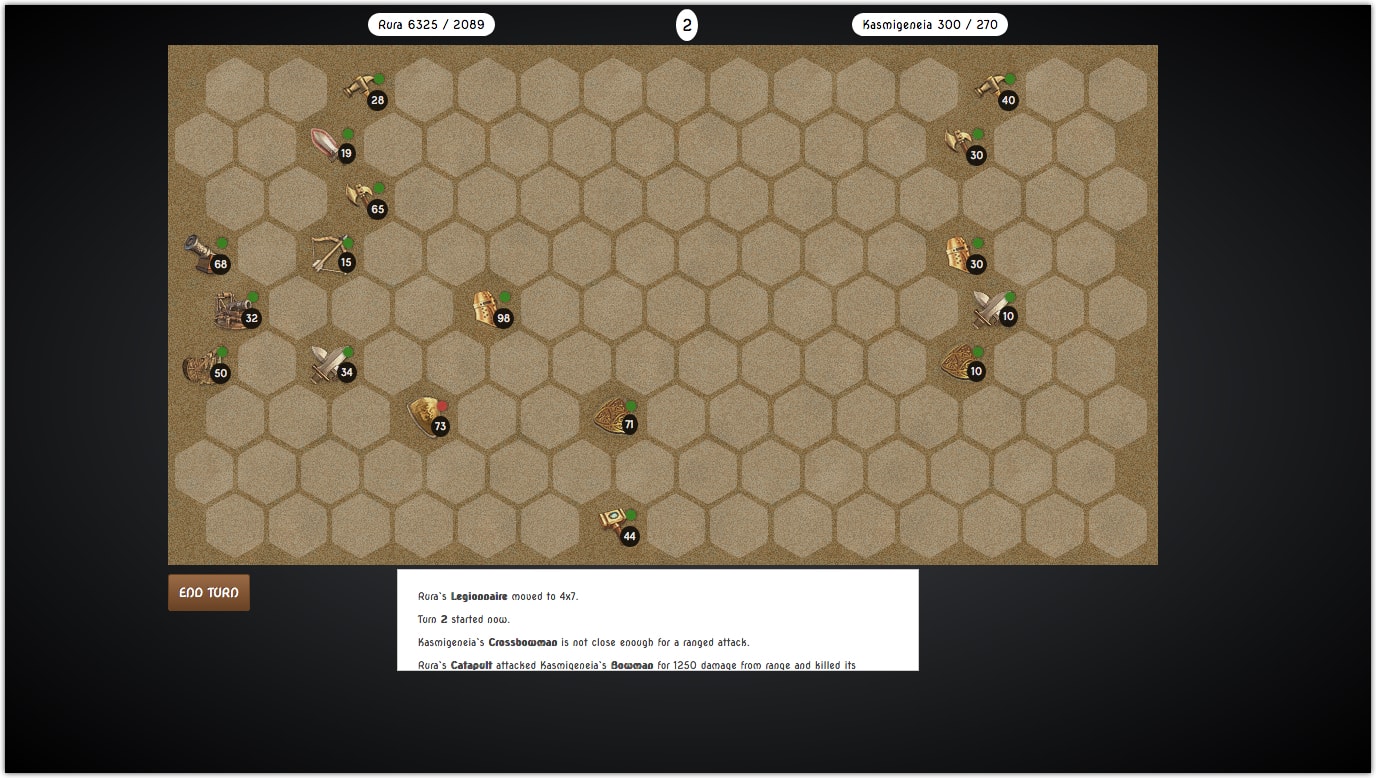 Rura 6325 / 2089
2
Kasmigeneia 300 / 270
28
40
19
30
65
68
15
30
32
98
10
50
34
10
73
71
44
END TURN
Rura`s Legionnaire moved to 4x7.
Turn 2 started now.
Kasmigeneia`s Crossbowman is not close enough for a ranged attack.
Rura`s Catapult attacked Kasmigeneia`s Bowman for 1250 damage from range and killed its